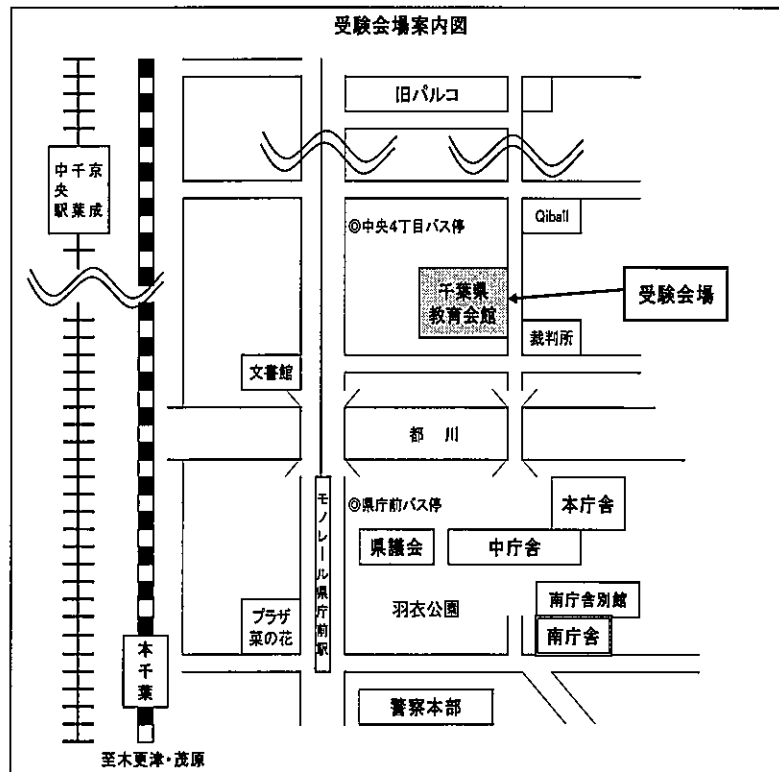 受験会場案内図
旧パルコ
京成
千葉
中央駅
◎中央4丁目バス停
Qiball
千葉県
教育会館
受験会場
裁判所
文書館
都 川
モノレール県庁前駅
◎県庁前バス停
本庁舎
県議会
中庁舎
プラザ
菜の花
羽衣公園
南庁舎別館
南庁舎
本千葉
警察本部
至木更津・茂原